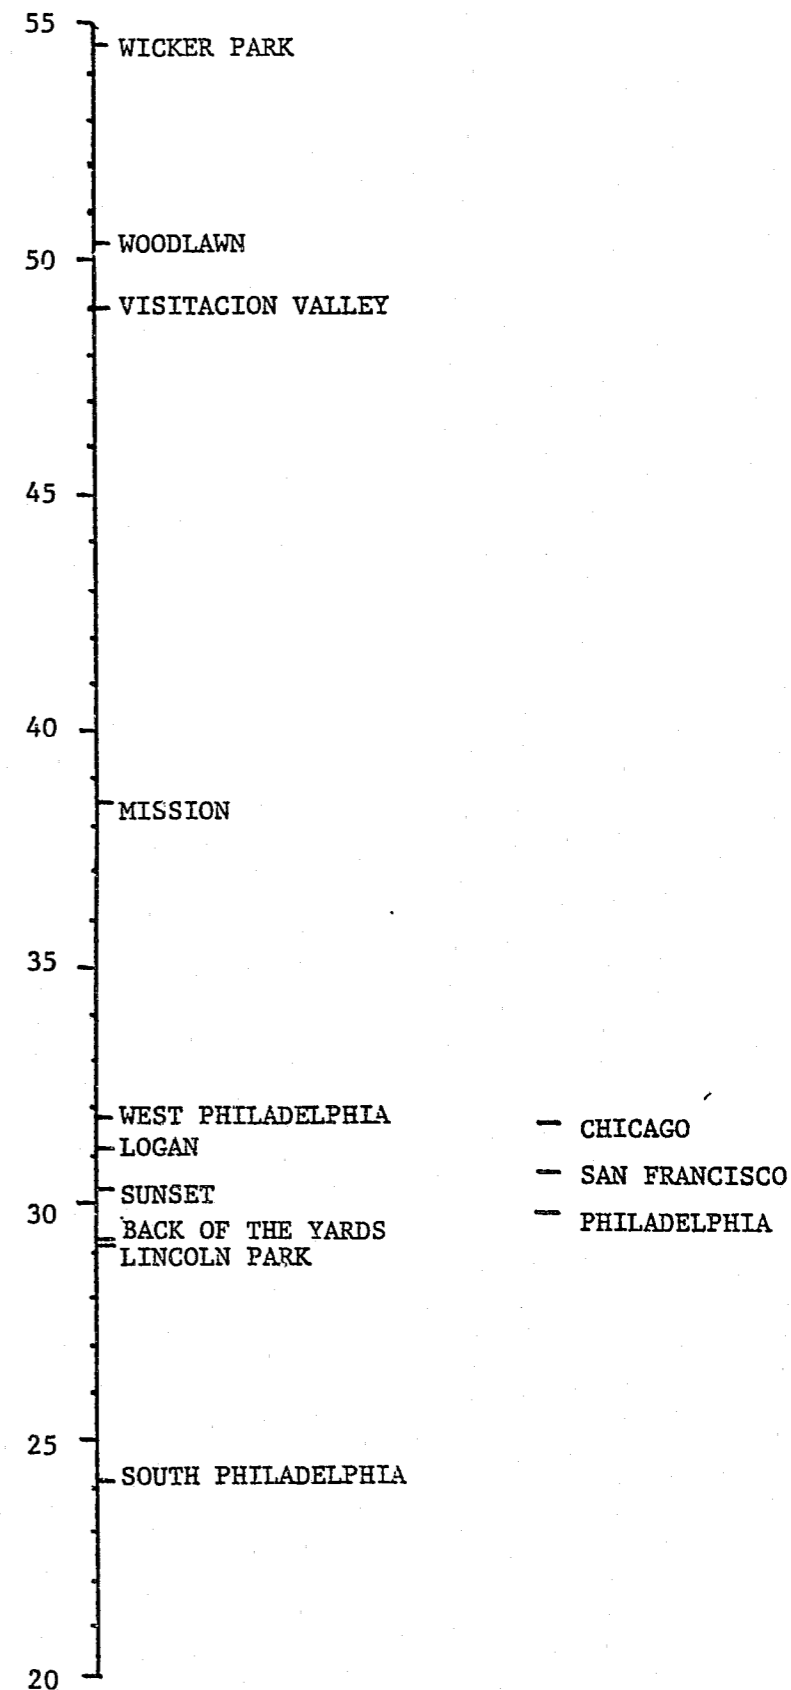 55
WICKER PARK
WOODLAWN
50
VISITACION VALLEY
45
40
MISSION
35
WEST PHILADELPHIA
CHICAGO
LOGAN
SAN FRANCISCO
SUNSET
30
PHILADELPHIA
BACK OF THE YARDS
LINCOLN PARK
25
SOUTH PHILADELPHIA
20